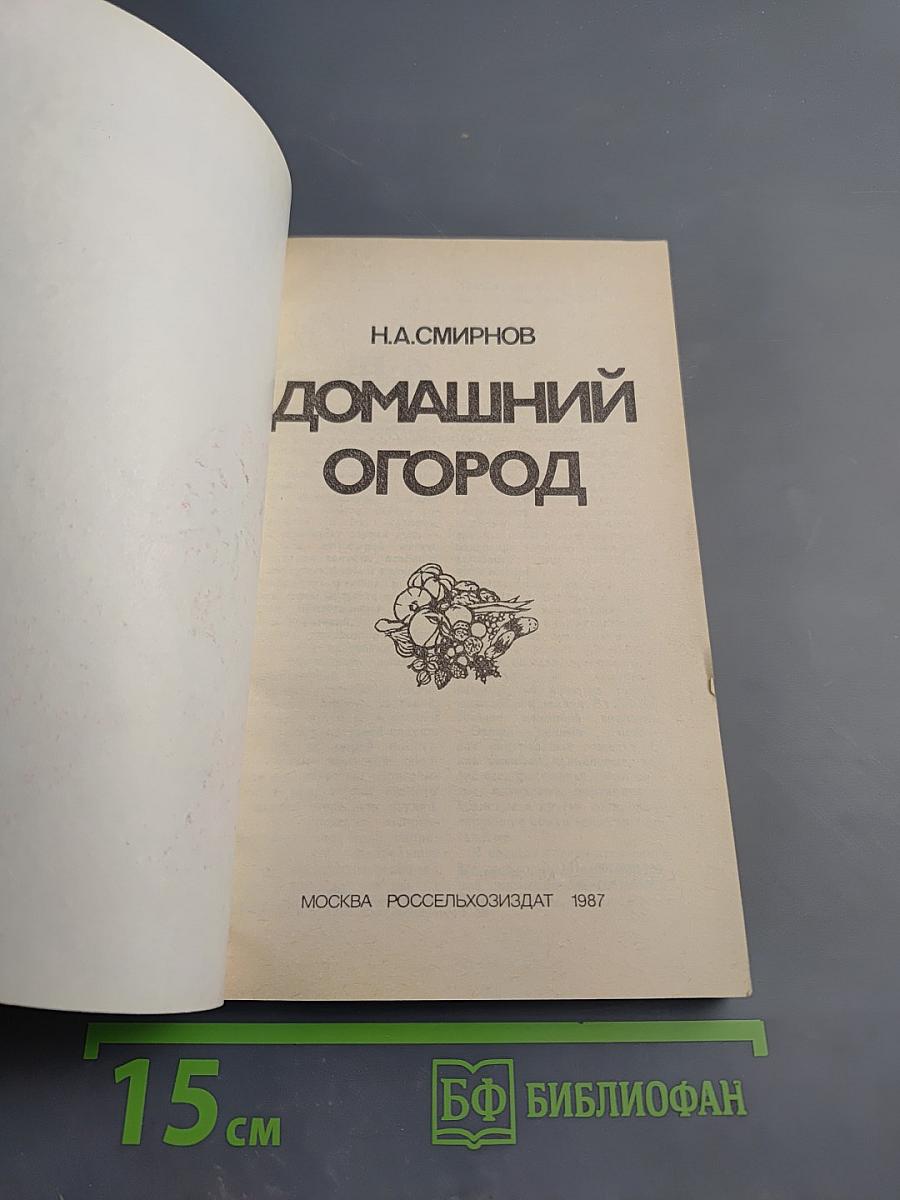 Н.А.СМИРНОВ
ДОМАШНИЙ
ОГОРОД
МОСКВА РОССЕЛЬХОЗИЗДАТ 1987
15 см
БФ БИБЛИОФАН